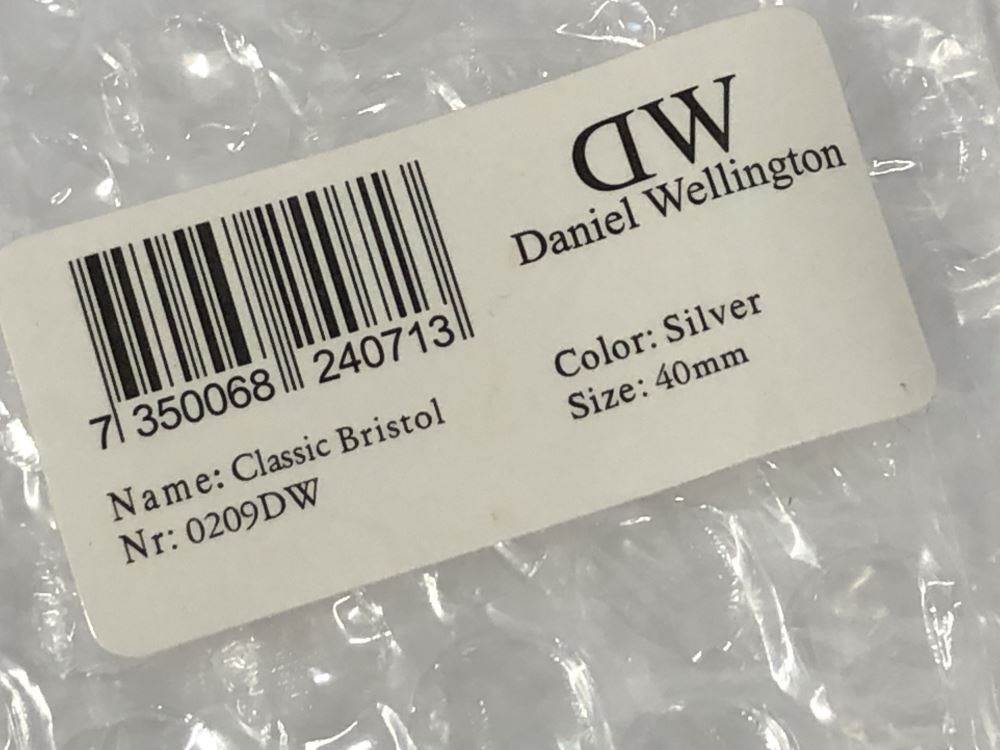 DW
Daniel Wellington
7 350068 240713
Name: Classic Bristol
Nr: 0209DW
Color: Silver
Size: 40mm